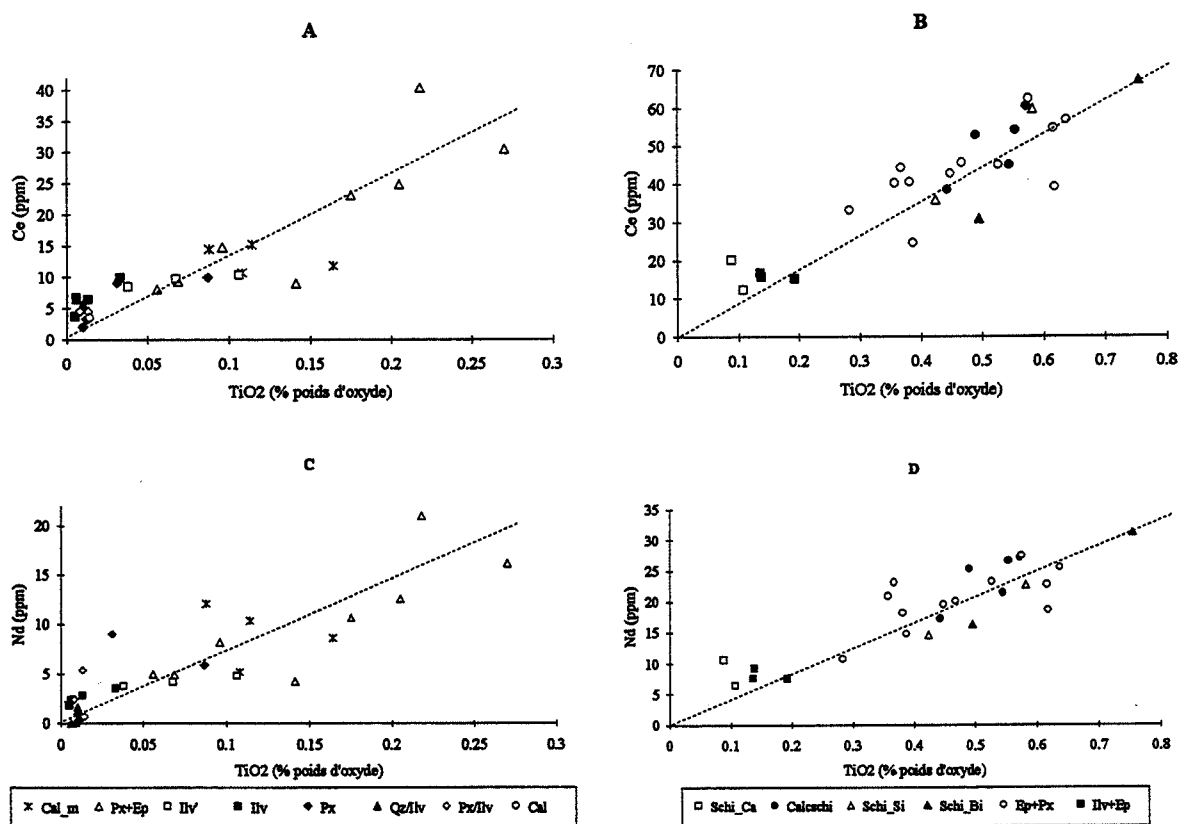 A
Ce (ppm)
40
35
30
25
20
15
10
5
0
0 0.05 0.1 0.15 0.2 0.25 0.3
TiO2 (% poids d'oxyde)
B
Ce (ppm)
70
60
50
40
30
20
10
0
0 0.1 0.2 0.3 0.4 0.5 0.6 0.7 0.8
TiO2 (% poids d'oxyde)
C
Nd (ppm)
20
15
10
5
0
0 0.05 0.1 0.15 0.2 0.25 0.3
TiO2 (% poids d'oxyde)
D
Nd (ppm)
35
30
25
20
15
10
5
0
0 0.1 0.2 0.3 0.4 0.5 0.6 0.7 0.8
TiO2 (% poids d'oxyde)
Cal_m Px+Ep Ilv' Ilv Px Qz/Ilv Px/Ilv Cal
Schi_Ca Calcschi Schi_Si Schi_Bi Ep+Px Ilv+Ep